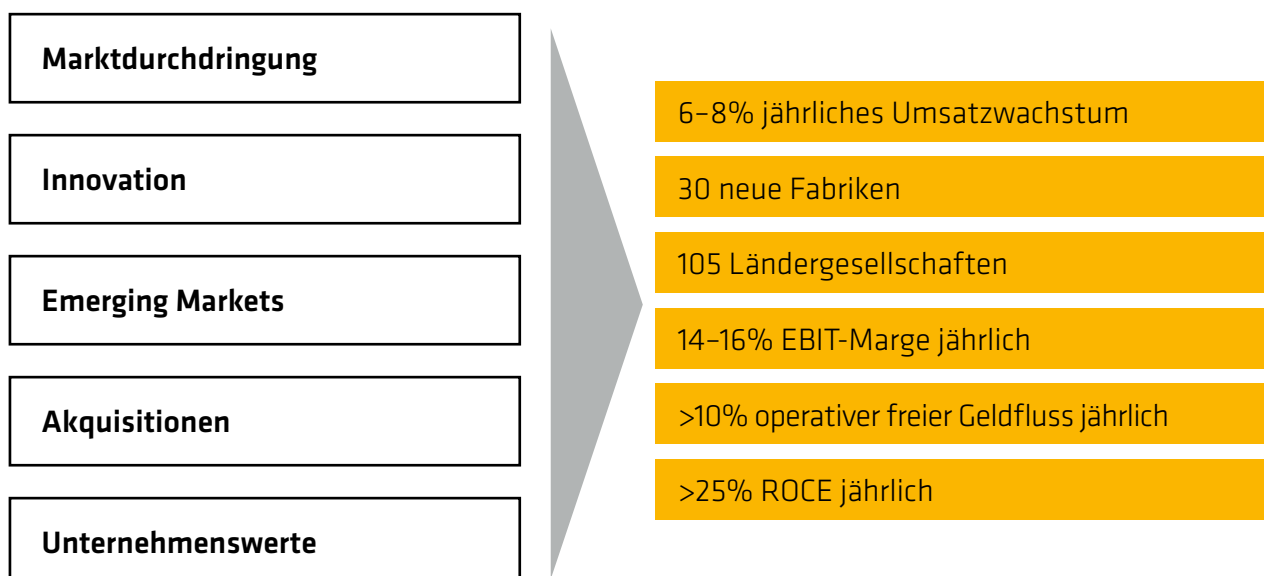 Marktdurchdringung
Innovation
Emerging Markets
Akquisitionen
Unternehmenswerte
6–8% jährliches Umsatzwachstum
30 neue Fabriken
105 Ländergesellschaften
14–16% EBIT-Marge jährlich
>10% operativer freier Geldfluss jährlich
>25% ROCE jährlich